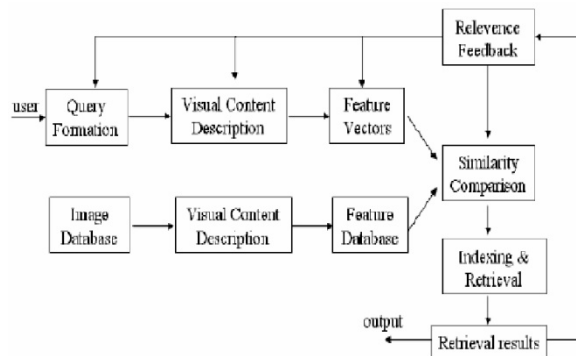 Relevence
Feedback
user
Query
Formation
Visual Content
Description
Feature
Vectors
Similarity
Comparison
Image
Database
Visual Content
Description
Feature
Database
Indexing &
Retrieval
output
Retrieval results